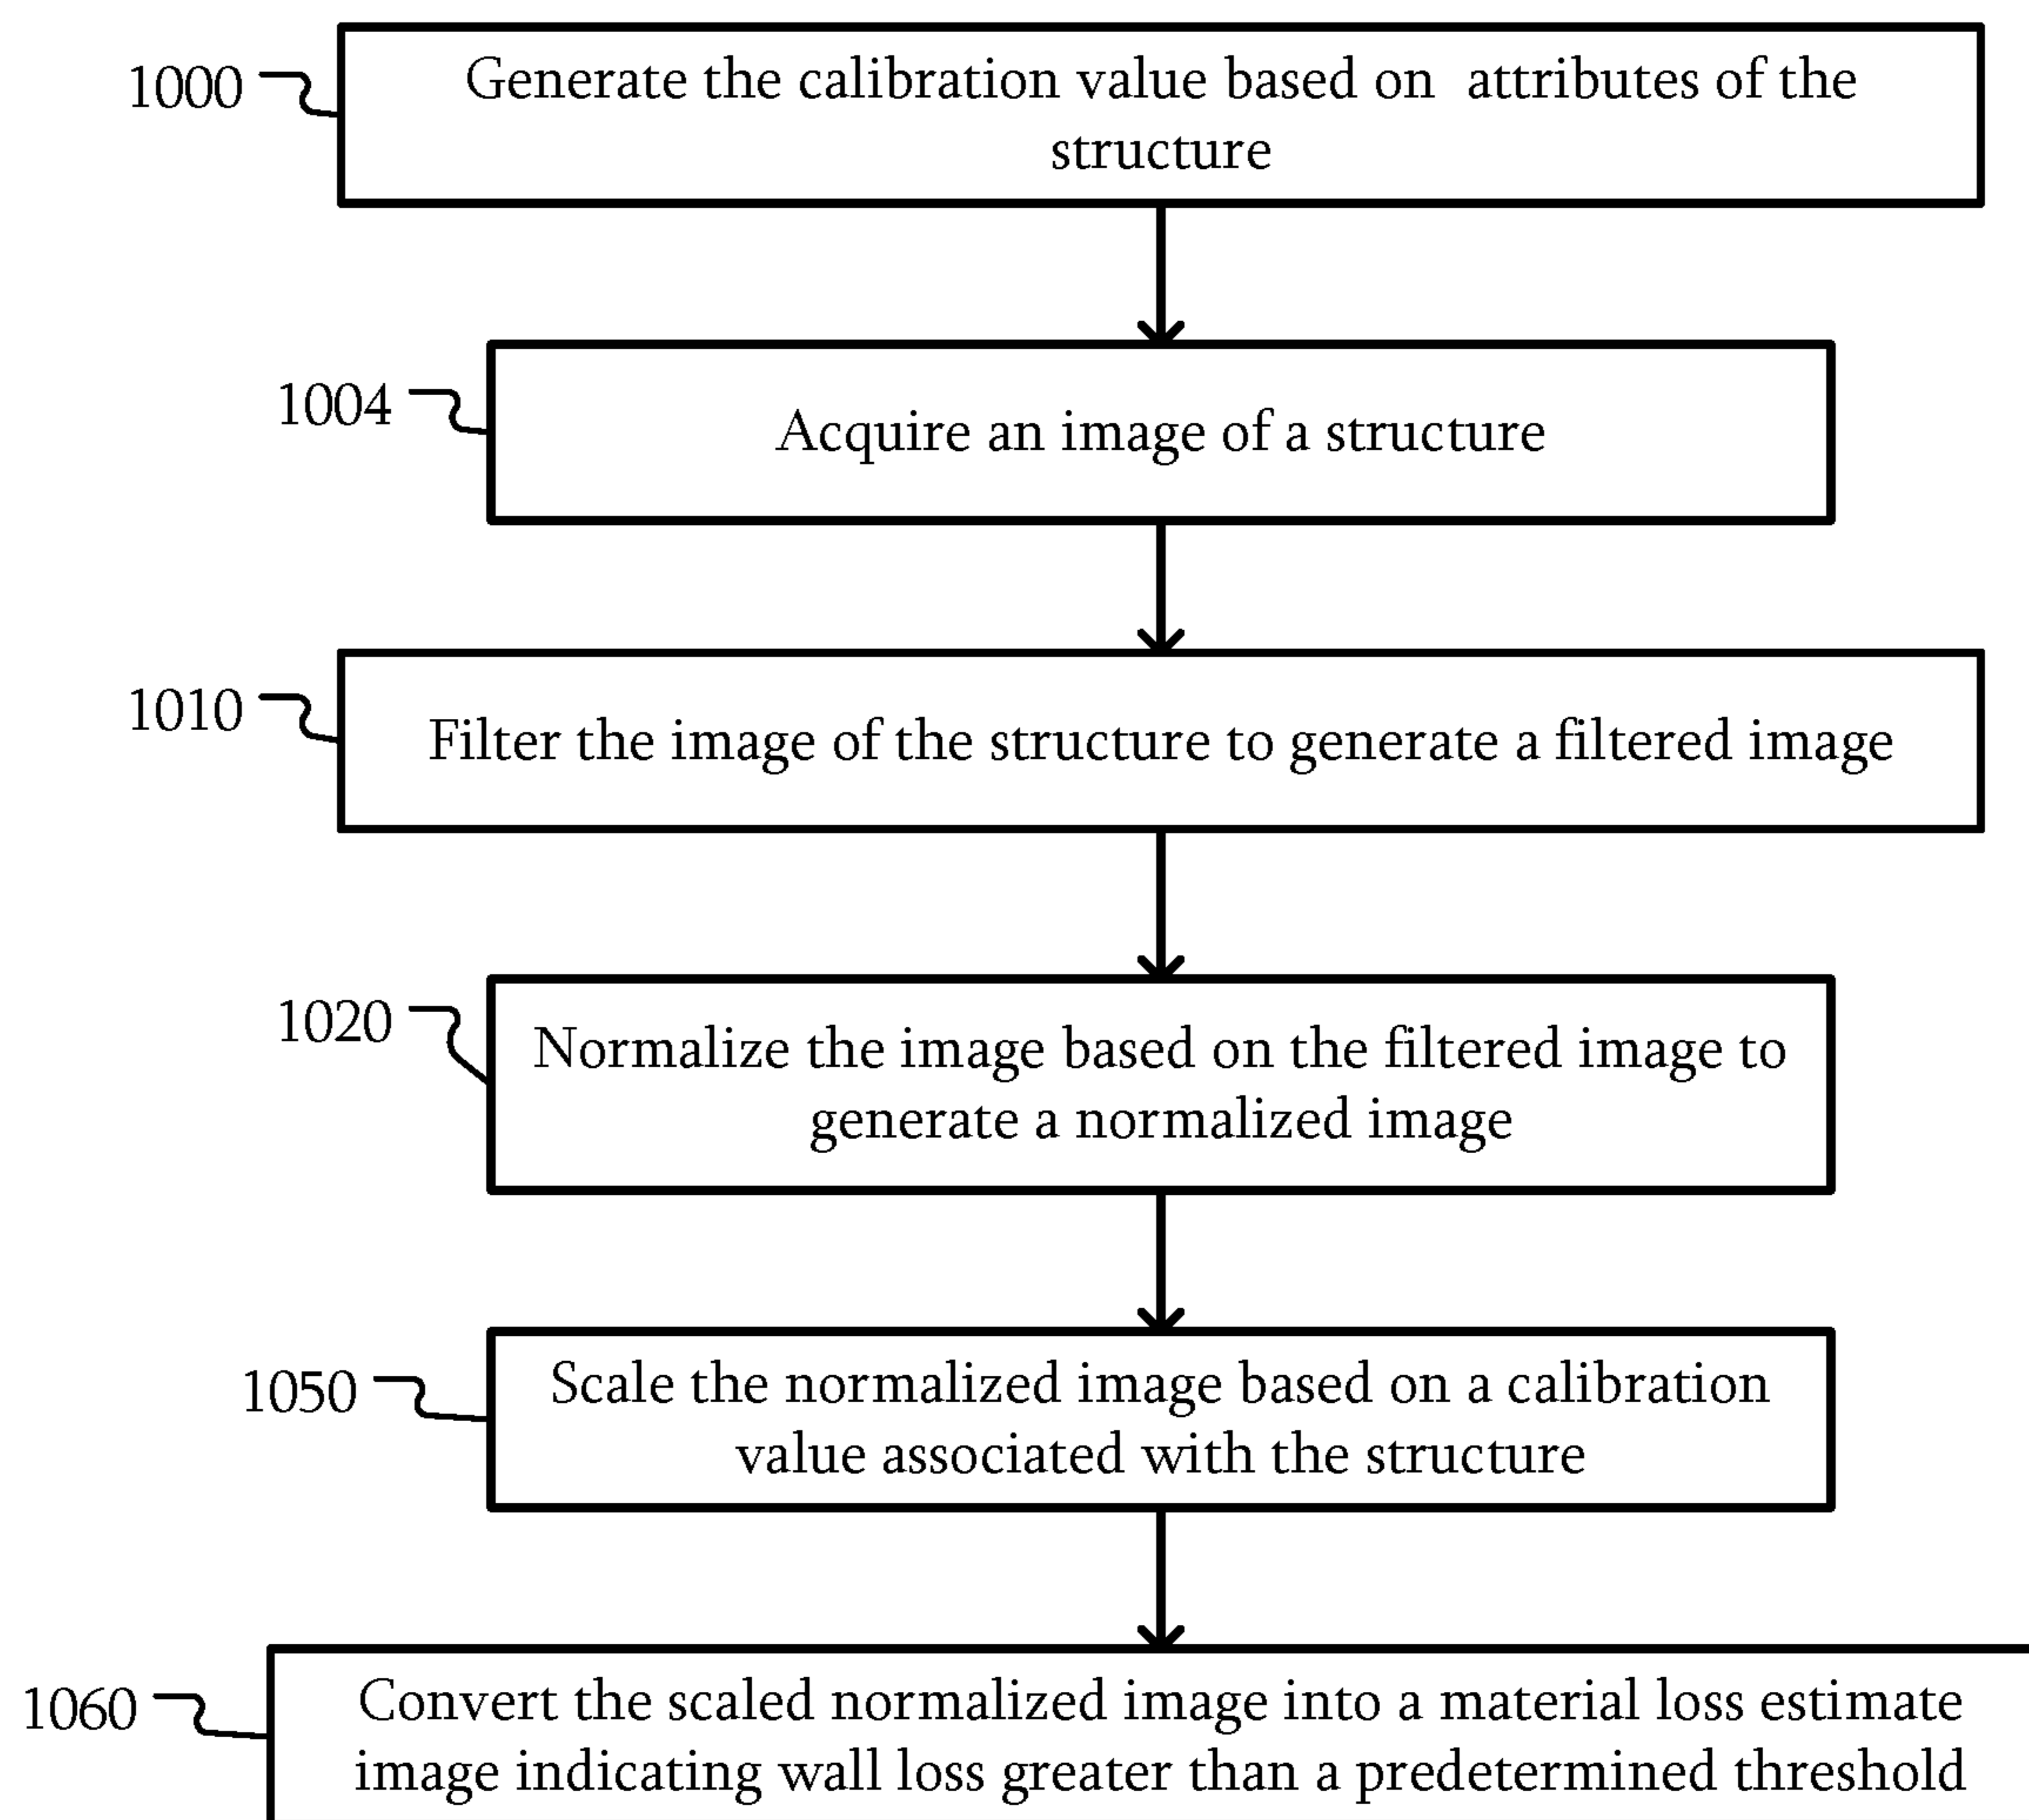 1000
Generate the calibration value based on  attributes of the
structure
1004
Acquire an image of a structure
1010
Filter the image of the structure to generate a filtered image
1020
Normalize the image based on the filtered image to
generate a normalized image
1050
Scale the normalized image based on a calibration
value associated with the structure
1060
Convert the scaled normalized image into a material loss estimate
image indicating wall loss greater than a predetermined threshold